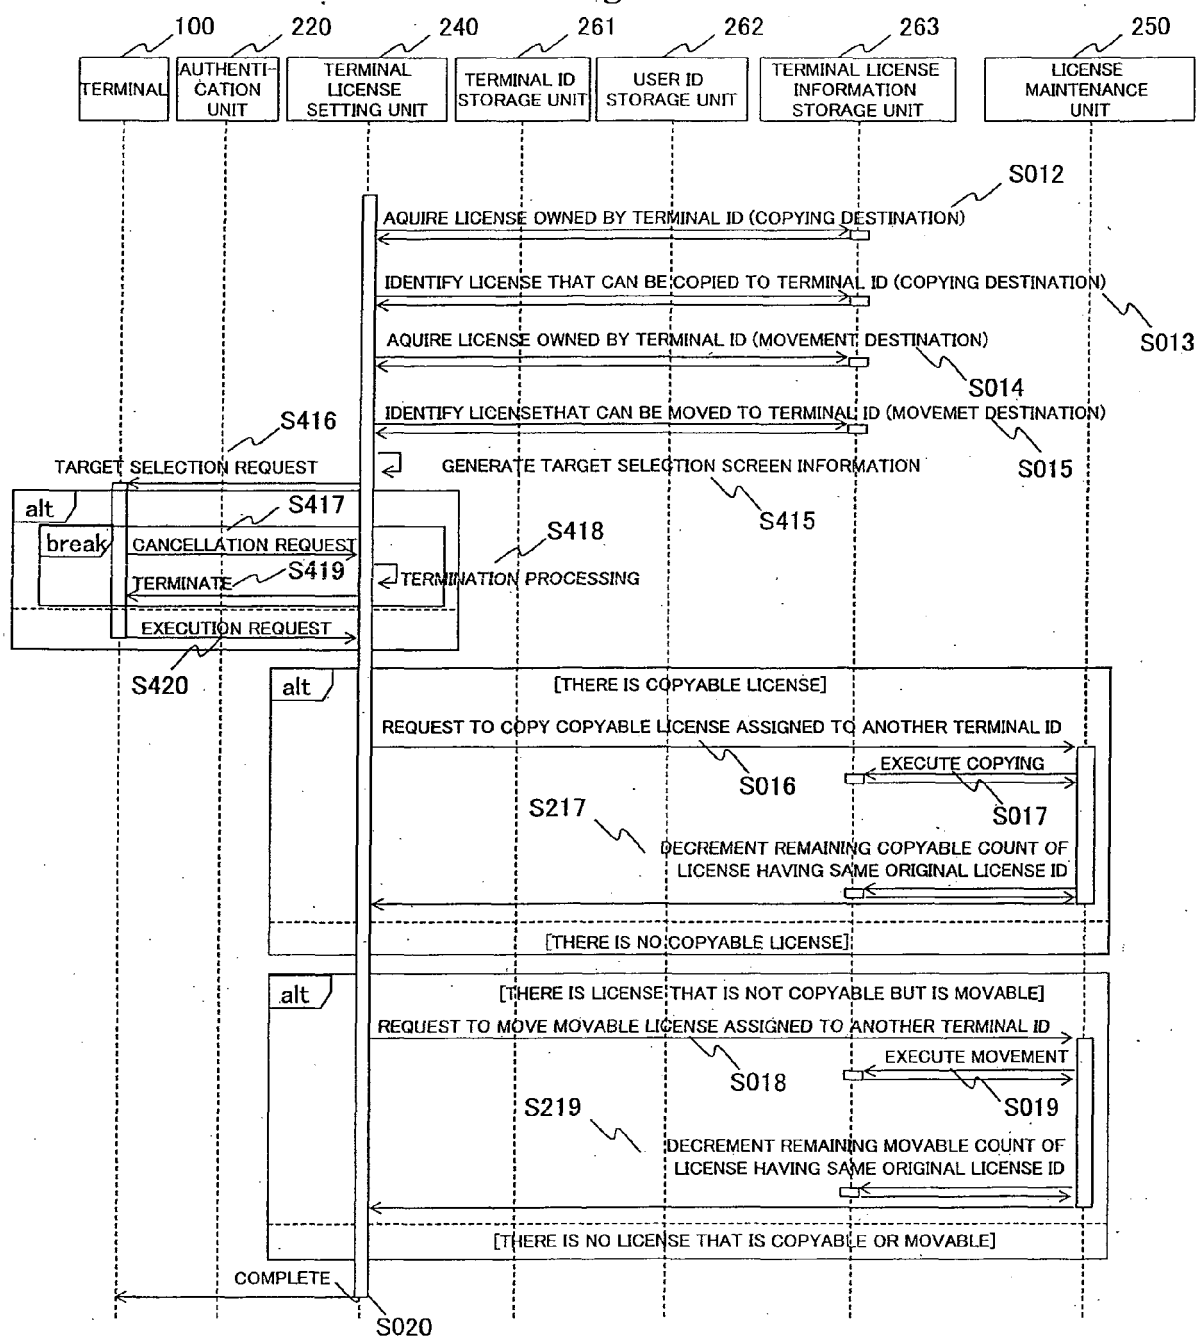 100
220
240
261
262
263
250
TERMINAL
AUTHENTI-
CATION
UNIT
TERMINAL
LICENSE
SETTING UNIT
TERMINAL ID
STORAGE UNIT
USER ID
STORAGE UNIT
TERMINAL LICENSE
INFORMATION
STORAGE UNIT
LICENSE
MAINTENANCE
UNIT
S012
AQUIRE LICENSE OWNED BY TERMINAL ID (COPYING DESTINATION)
IDENTIFY LICENSE THAT CAN BE COPIED TO TERMINAL ID (COPYING DESTINATION)
S013
AQUIRE LICENSE OWNED BY TERMINAL ID (MOVEMENT DESTINATION)
S014
IDENTIFY LICENSETHAT CAN BE MOVED TO TERMINAL ID (MOVEMET DESTINATION)
S015
S416
TARGET SELECTION REQUEST
GENERATE TARGET SELECTION SCREEN INFORMATION
S415
alt
S417
break
CANCELLATION REQUEST
S418
S419
TERMINATE
TERMINATION PROCESSING
EXECUTION REQUEST
S420
alt
[THERE IS COPYABLE LICENSE]
REQUEST TO COPY COPYABLE LICENSE ASSIGNED TO ANOTHER TERMINAL ID
S016
EXECUTE COPYING
S017
S217
DECREMENT REMAINING COPYABLE COUNT OF
LICENSE HAVING SAME ORIGINAL LICENSE ID
[THERE IS NO COPYABLE LICENSE]
alt
[THERE IS LICENSE THAT IS NOT COPYABLE BUT IS MOVABLE]
REQUEST TO MOVE MOVABLE LICENSE ASSIGNED TO ANOTHER TERMINAL ID
S018
EXECUTE MOVEMENT
S019
S219
DECREMENT REMAINING MOVABLE COUNT OF
LICENSE HAVING SAME ORIGINAL LICENSE ID
[THERE IS NO LICENSE THAT IS COPYABLE OR MOVABLE]
COMPLETE
S020